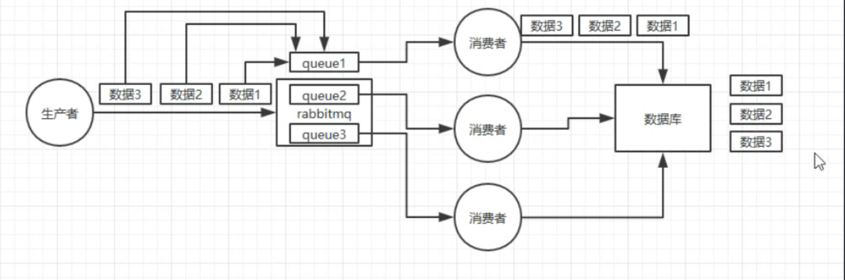 消费者
数据3 数据2 数据1
queue1
生产者
数据3 数据2 数据1
queue2
rabbitmq
queue3
消费者
数据库
数据1
数据2
数据3
消费者